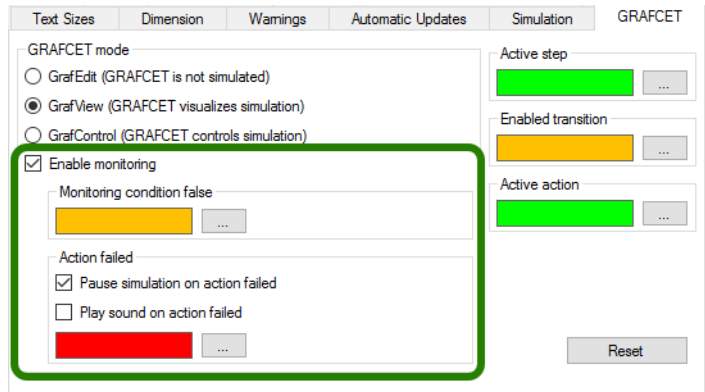 Text Sizes
Dimension
Warnings
Automatic Updates
Simulation
GRAFCET
GRAFCET mode
GrafEdit (GRAFCET is not simulated)
GrafView (GRAFCET visualizes simulation)
GrafControl (GRAFCET controls simulation)
Enable monitoring
Monitoring condition false
...
Action failed
Pause simulation on action failed
Play sound on action failed
...
Active step
...
Enabled transition
...
Active action
...
Reset